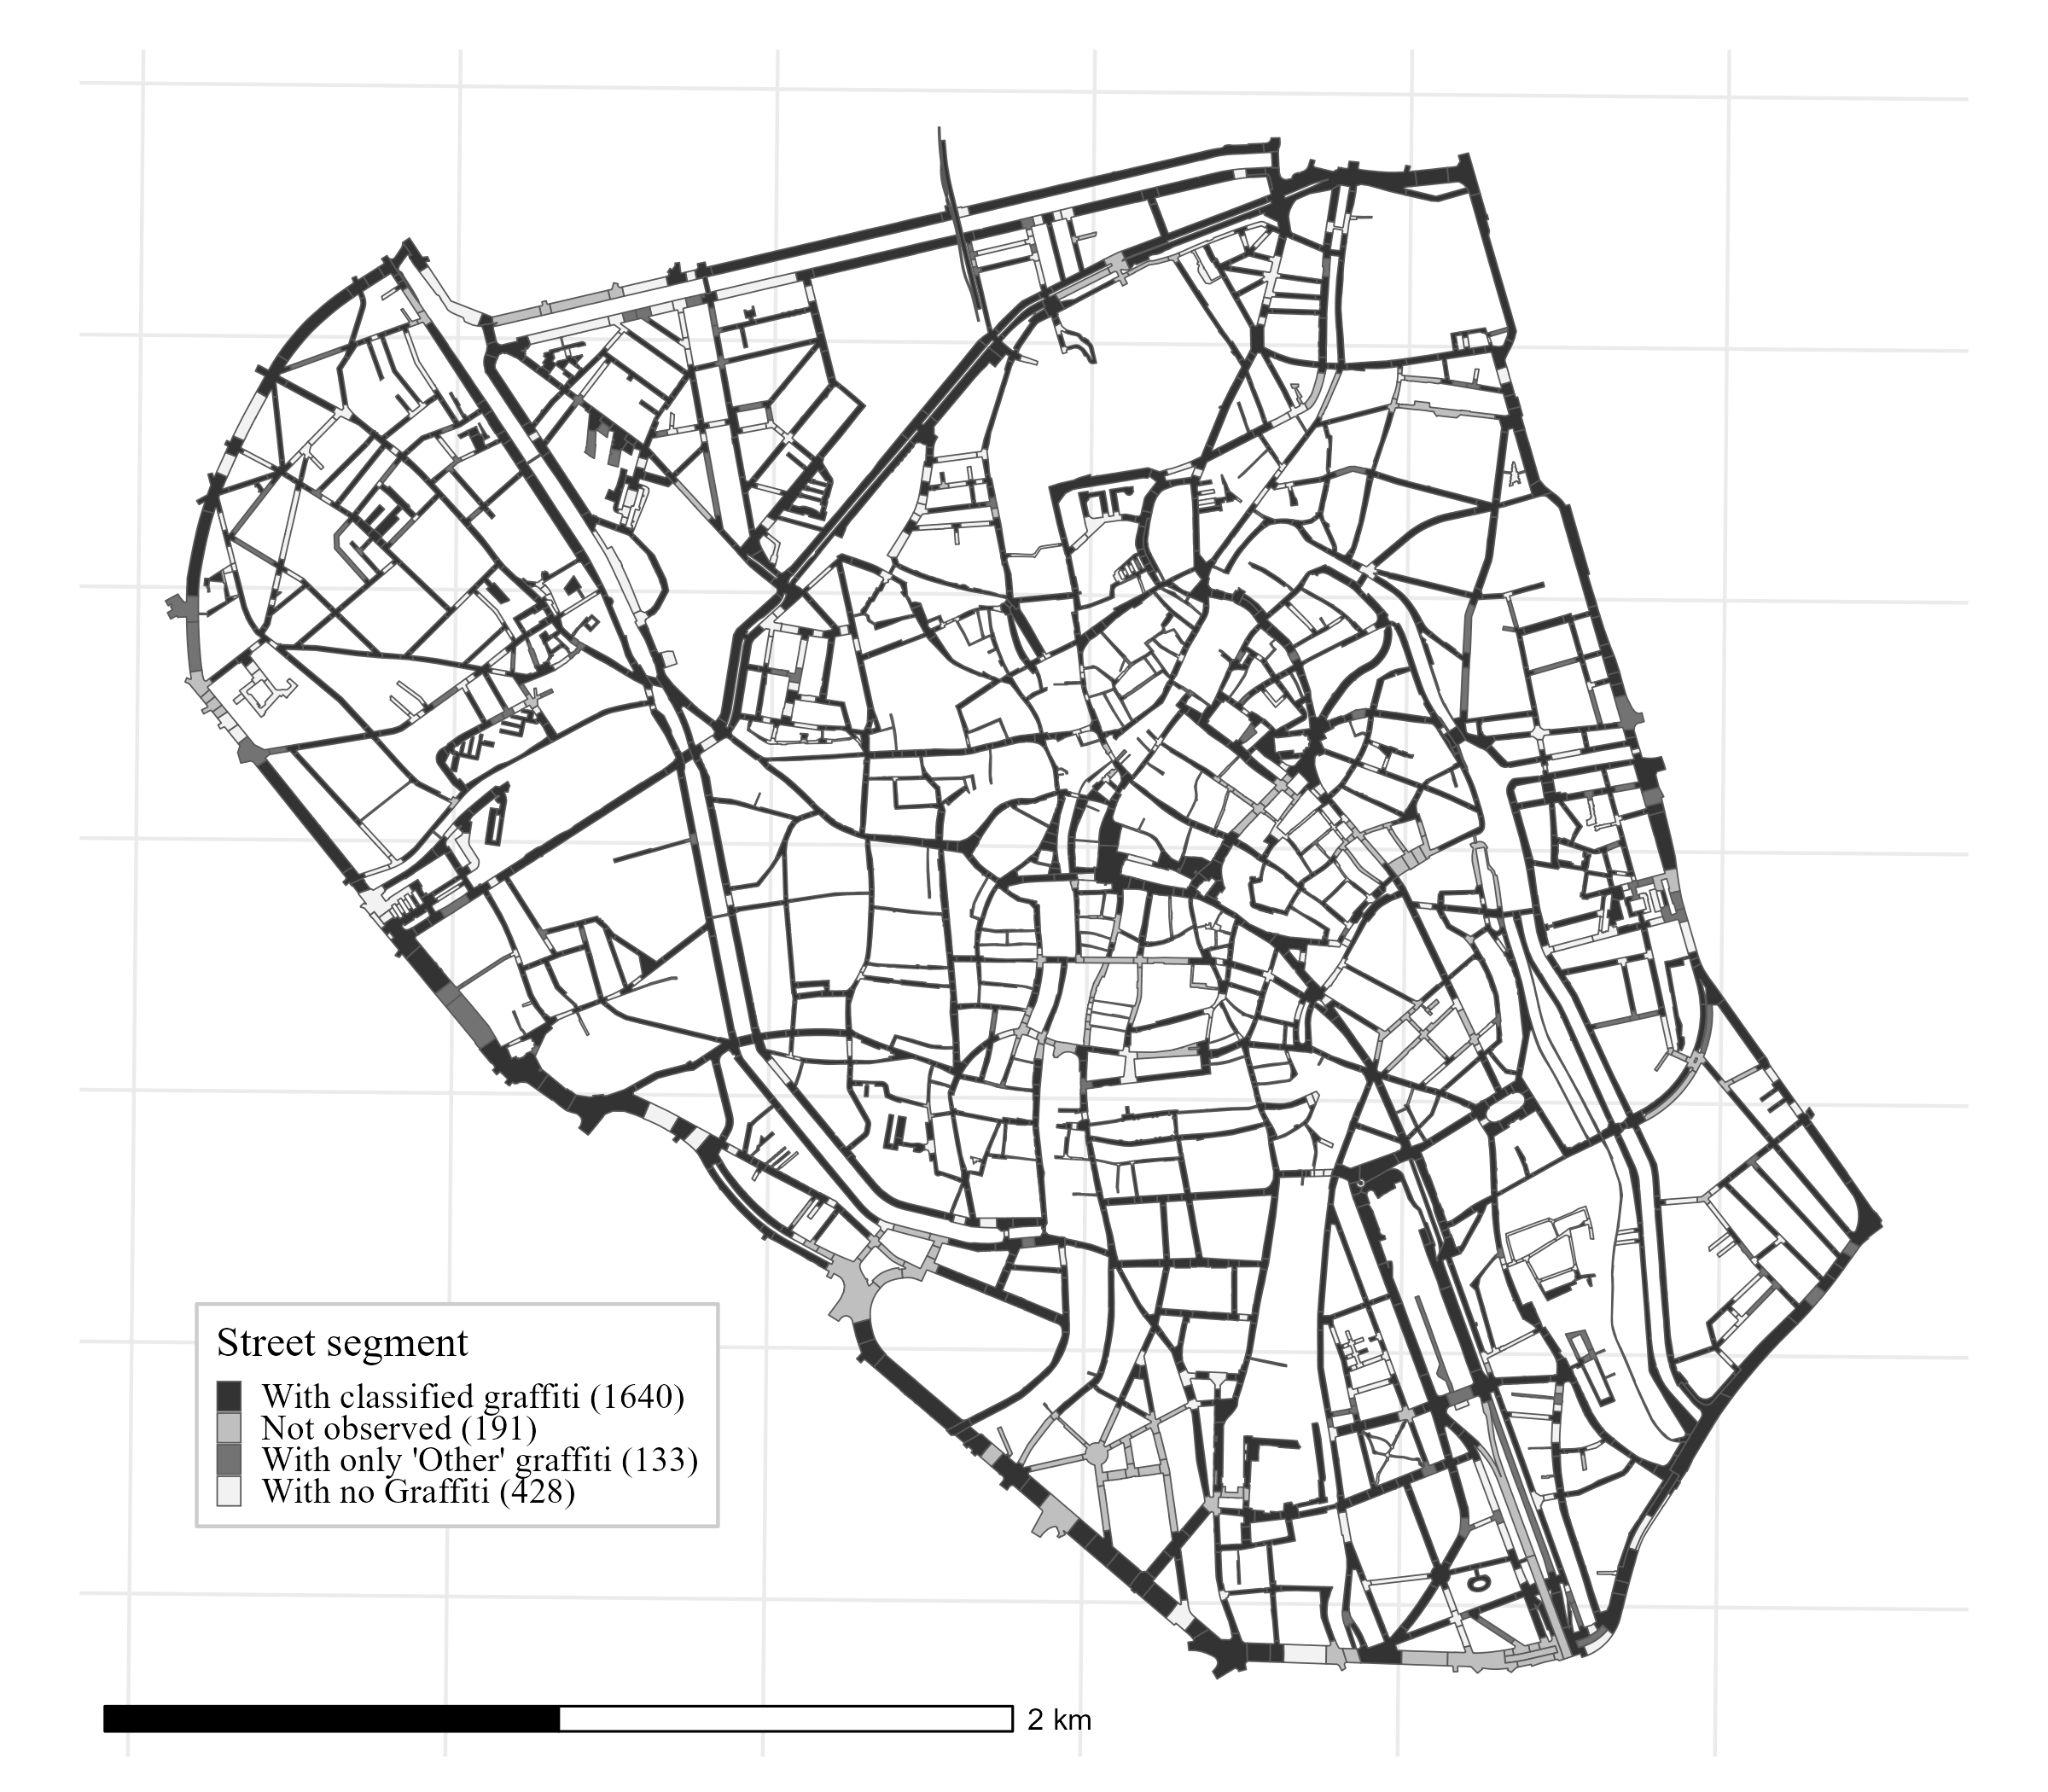 Street segment
With classified graffiti (1640)
Not observed (191)
With only 'Other' graffiti (133)
With no Graffiti (428)
2 km